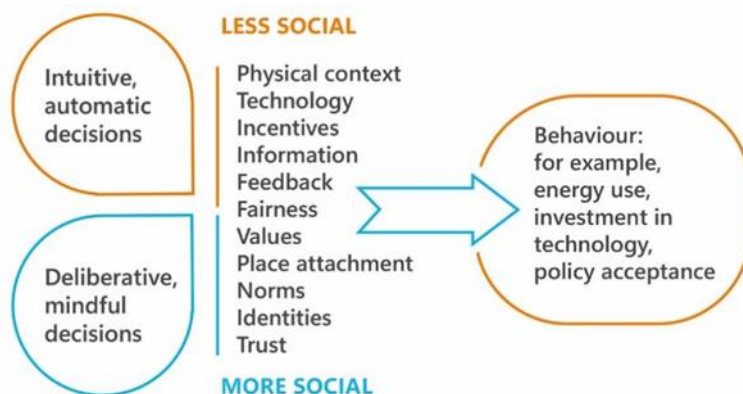 LESS SOCIAL
Intuitive,
automatic
decisions
Deliberative,
mindful
decisions
Physical context
Technology
Incentives
Information
Feedback
Fairness
Values
Place attachment
Norms
Identities
Trust
MORE SOCIAL
Behaviour:
for example,
energy use,
investment in
technology,
policy acceptance